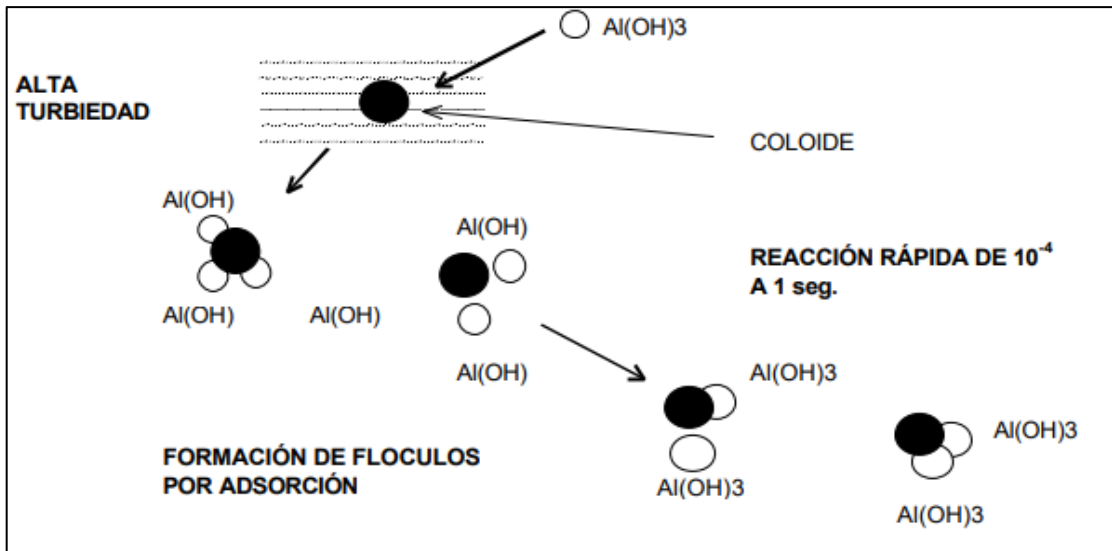 Al(OH)3
ALTA
TURBIEDAD
COLOIDE
Al(OH)
Al(OH)
REACCIÓN RÁPIDA DE 10⁻⁴
A 1 seg.
Al(OH)
Al(OH)
Al(OH)
Al(OH)3
FORMACIÓN DE FLOCULOS
POR ADSORCIÓN
Al(OH)3
Al(OH)3
Al(OH)3